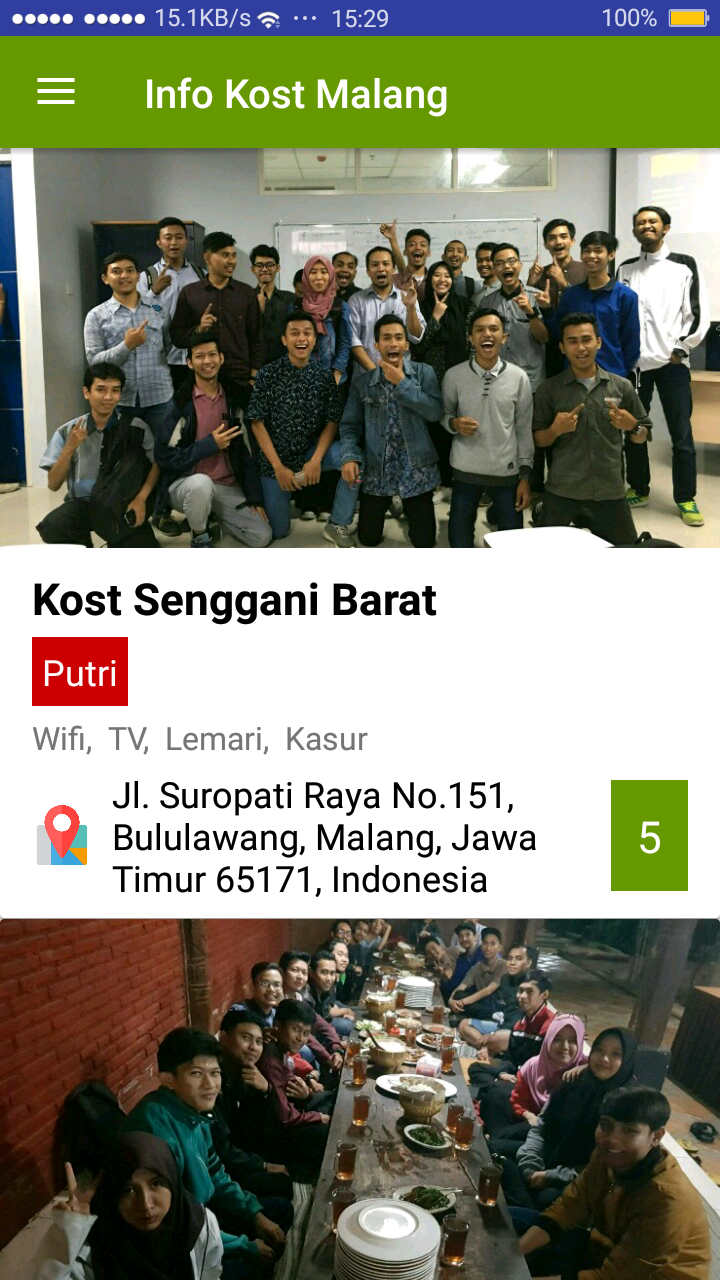 15.1KB/s ... 15:29 100%
Info Kost Malang
Kost Senggani Barat
Putri
Wifi, TV, Lemari, Kasur
Jl. Suropati Raya No.151,
Bululawang, Malang, Jawa
Timur 65171, Indonesia
5